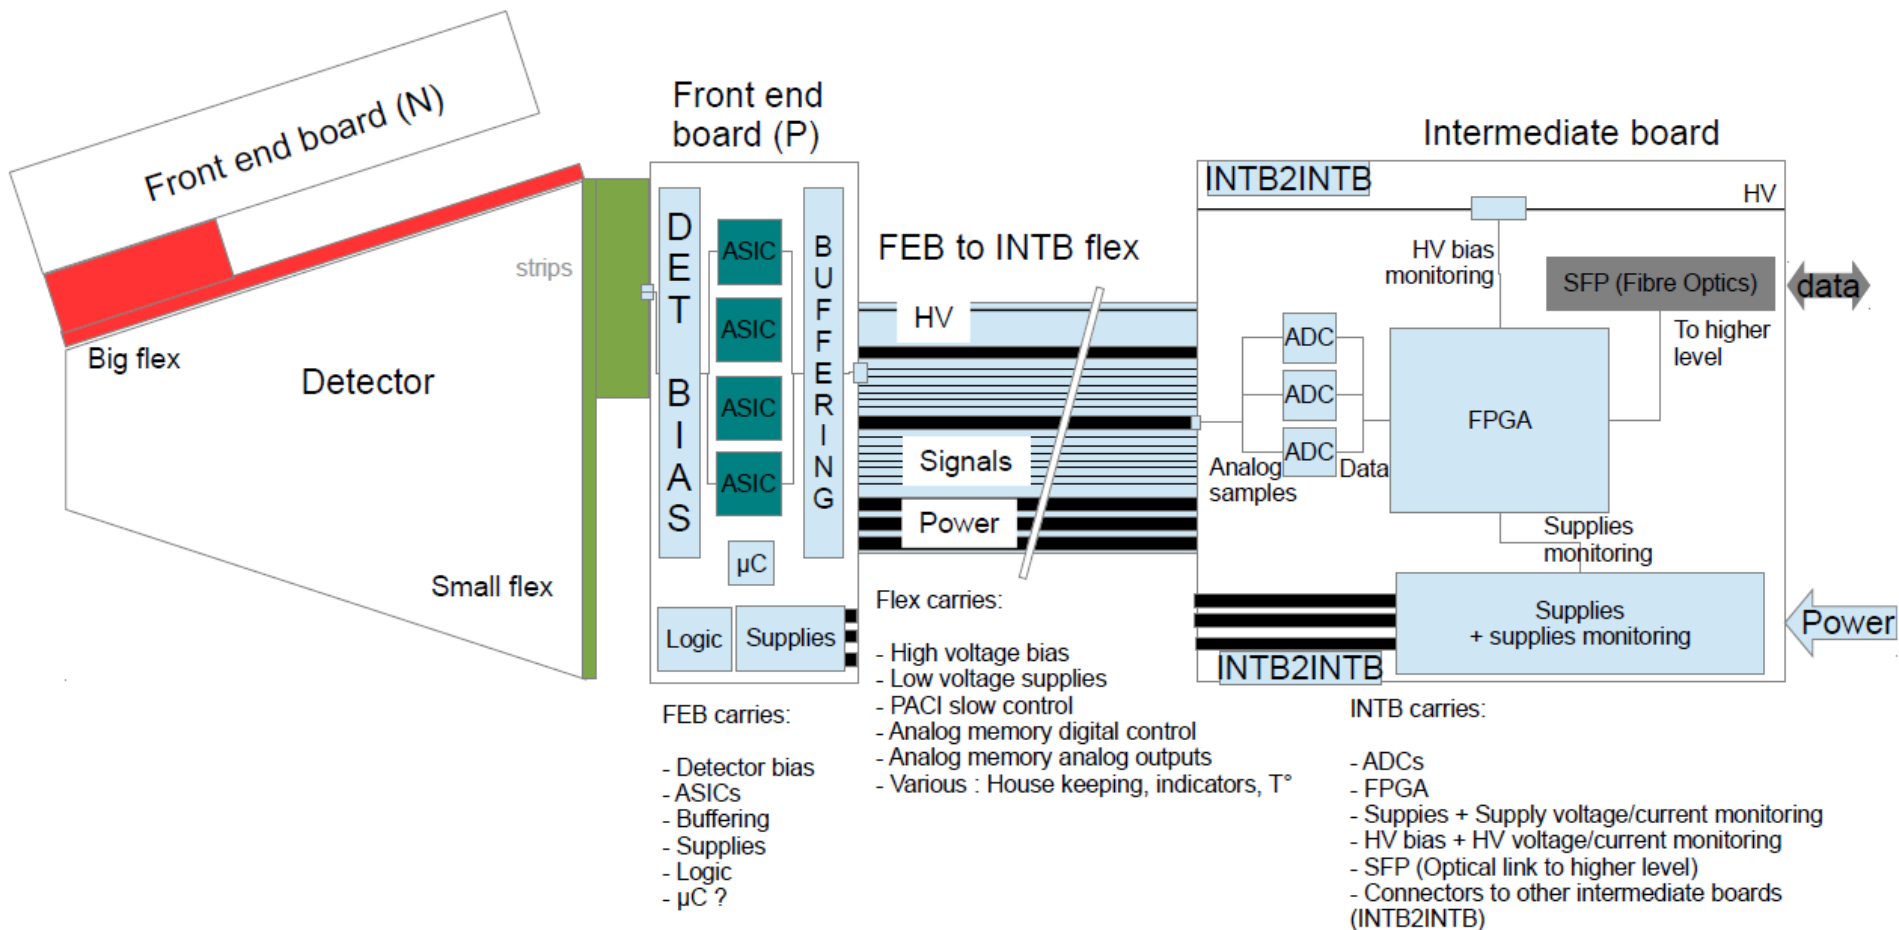 Front end board (N)
Front end
board (P)
Intermediate board
INTB2INTB
HV
DET BIAS
ASIC
ASIC
ASIC
ASIC
BUFFERING
FEB to INTB flex
strips
HV bias
monitoring
SFP (Fibre Optics)
data
HV
Big flex
Detector
ADC
ADC
ADC
To higher
level
FPGA
Signals
Analog
samples
Data
Power
Supplies
monitoring
µC
Small flex
Logic
Supplies
Flex carries:
- High voltage bias
- Low voltage supplies
- PACI slow control
- Analog memory digital control
- Analog memory analog outputs
- Various : House keeping, indicators, T°
Supplies
+ supplies monitoring
Power
INTB2INTB
FEB carries:
- Detector bias
- ASICs
- Buffering
- Supplies
- Logic
- µC ?
INTB carries:
- ADCs
- FPGA
- Suppies + Supply voltage/current monitoring
- HV bias + HV voltage/current monitoring
- SFP (Optical link to higher level)
- Connectors to other intermediate boards
(INTB2INTB)